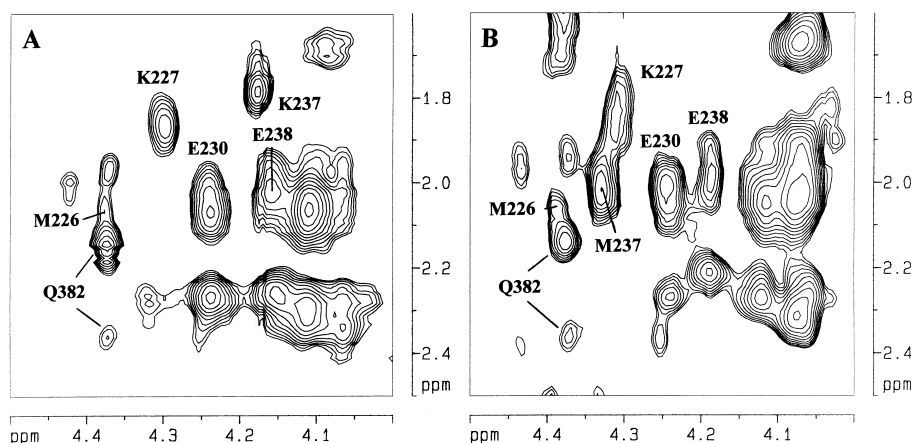 A
K227
K237
E230
E238
M226
Q382
B
K227
E238
E230
M226
M237
Q382
1.8
2.0
2.2
2.4
ppm
1.8
2.0
2.2
2.4
ppm
ppm 4.4 4.3 4.2 4.1
ppm 4.4 4.3 4.2 4.1